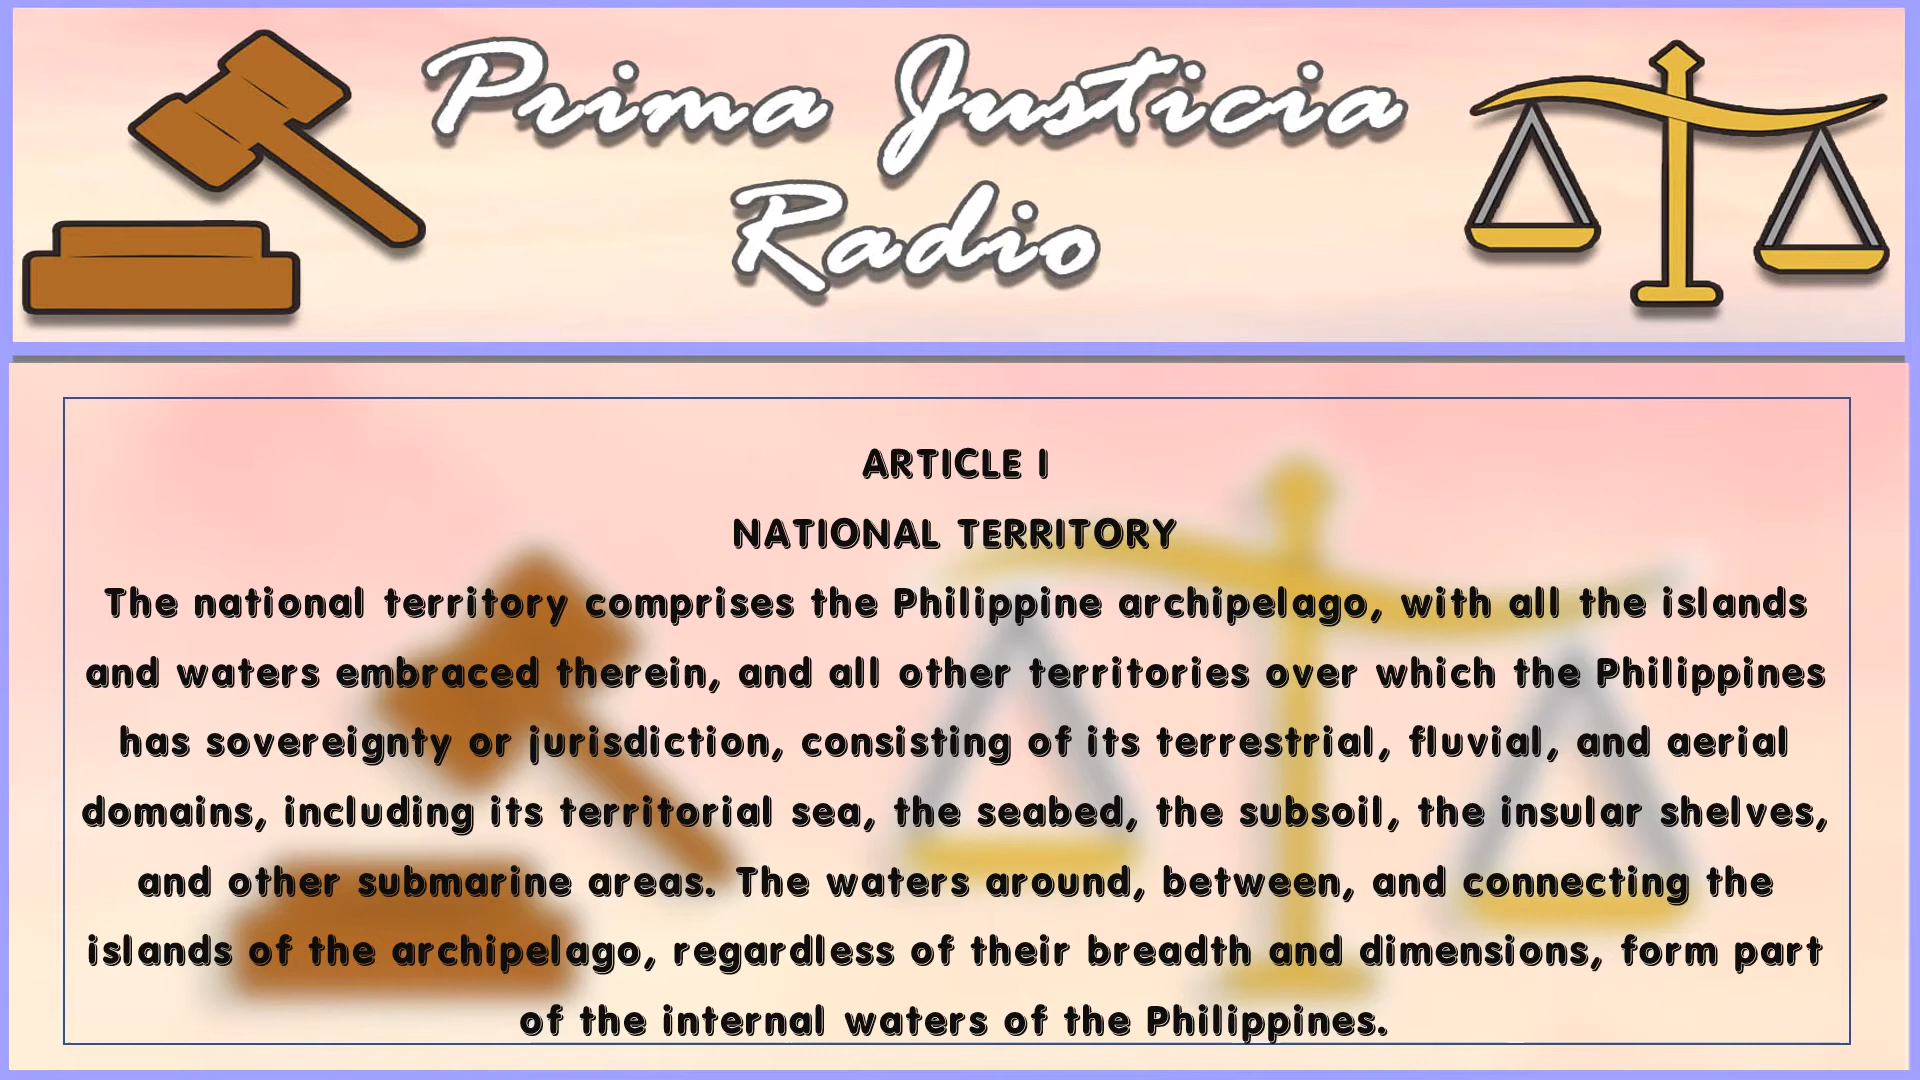 Prima Justicia
Radio
ARTICLE I
NATIONAL TERRITORY
The national territory comprises the Philippine archipelago, with all the islands
and waters embraced therein, and all other territories over which the Philippines
has sovereignty or jurisdiction, consisting of its terrestrial, fluvial, and aerial
domains, including its territorial sea, the seabed, the subsoil, the insular shelves,
and other submarine areas. The waters around, between, and connecting the
islands of the archipelago, regardless of their breadth and dimensions, form part
of the internal waters of the Philippines.